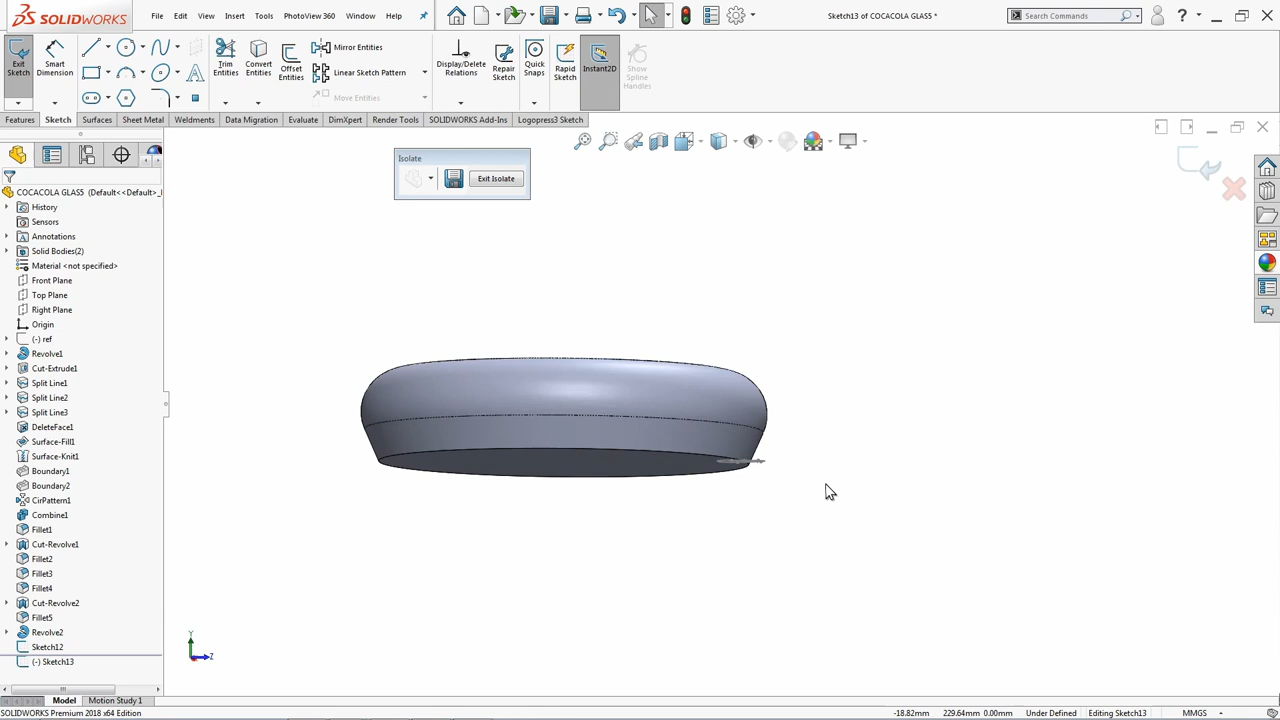 SOLIDWORKS
File Edit View Insert Tools PhotoView 360 Window Help
Sketch13 of COCACOLA GLASS *
Search Commands
Exit Sketch
Smart Dimension
Trim Entities
Convert Entities
Offset Entities
Mirror Entities
Linear Sketch Pattern
Move Entities
Display/Delete Relations
Repair Sketch
Quick Snaps
Rapid Sketch
Instant2D
Show Spline Handles
Features Sketch Surfaces Sheet Metal Weldments Data Migration Evaluate DimXpert Render Tools SOLIDWORKS Add-Ins Logopress3 Sketch
Isolate
Exit Isolate
COCACOLA GLASS (Default<<Default>_
History
Sensors
Annotations
Solid Bodies(2)
Material <not specified>
Front Plane
Top Plane
Right Plane
Origin
(-) ref
Revolve1
Cut-Extrude1
Split Line1
Split Line2
Split Line3
DeleteFace1
Surface-Fill1
Surface-Knit1
Boundary1
Boundary2
CirPattern1
Combine1
Fillet1
Cut-Revolve1
Fillet2
Fillet3
Fillet4
Cut-Revolve2
Fillet5
Revolve2
Sketch12
(-) Sketch13
Y
Z
Model Motion Study 1
SOLIDWORKS Premium 2018 x64 Edition
-18.82mm 229.64mm 0.00mm Under Defined Editing Sketch13 MMGS